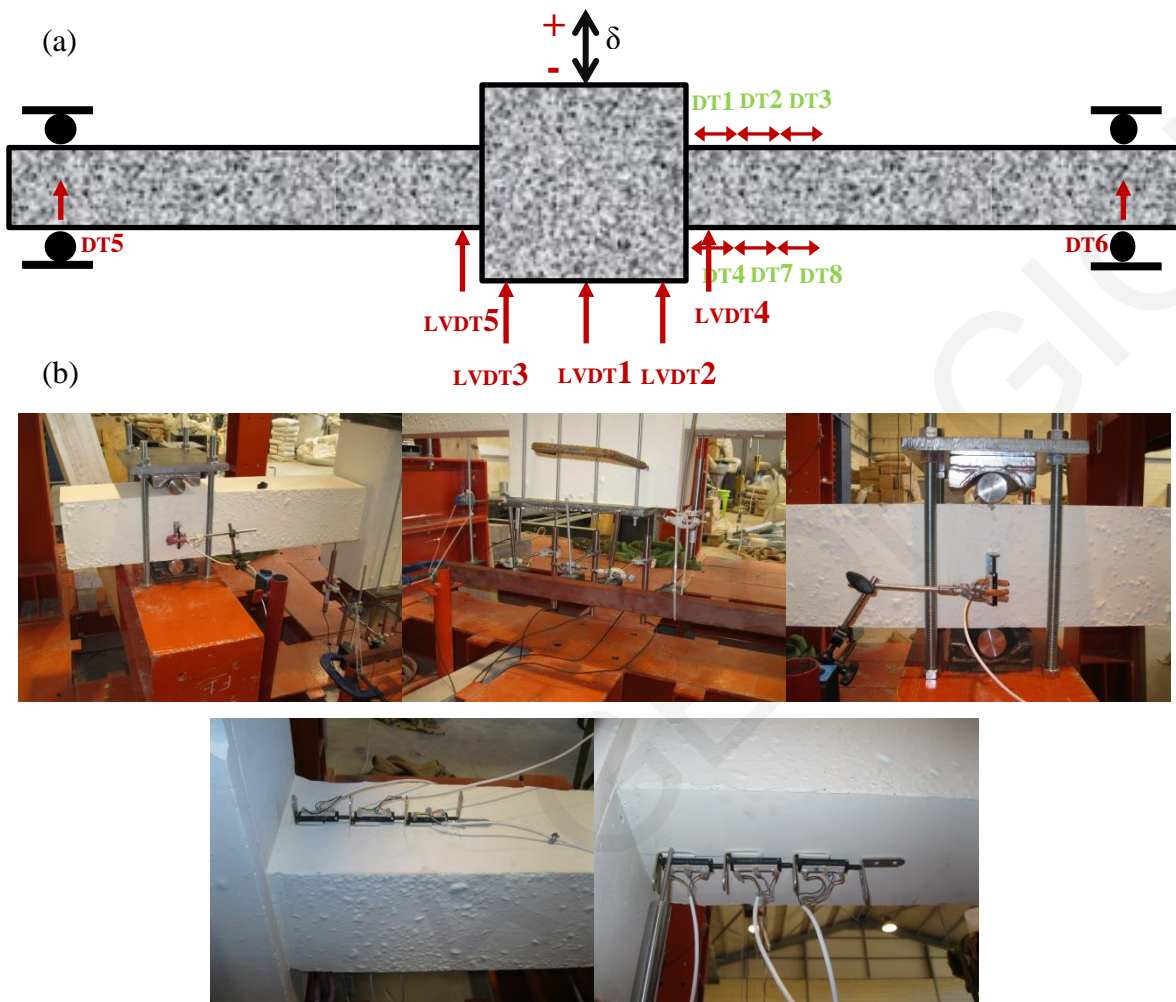 (a)
+
-
δ
DT1 DT2 DT3
DT5
DT6
DT4 DT7 DT8
LVDT5
LVDT4
LVDT3
LVDT1 LVDT2
(b)